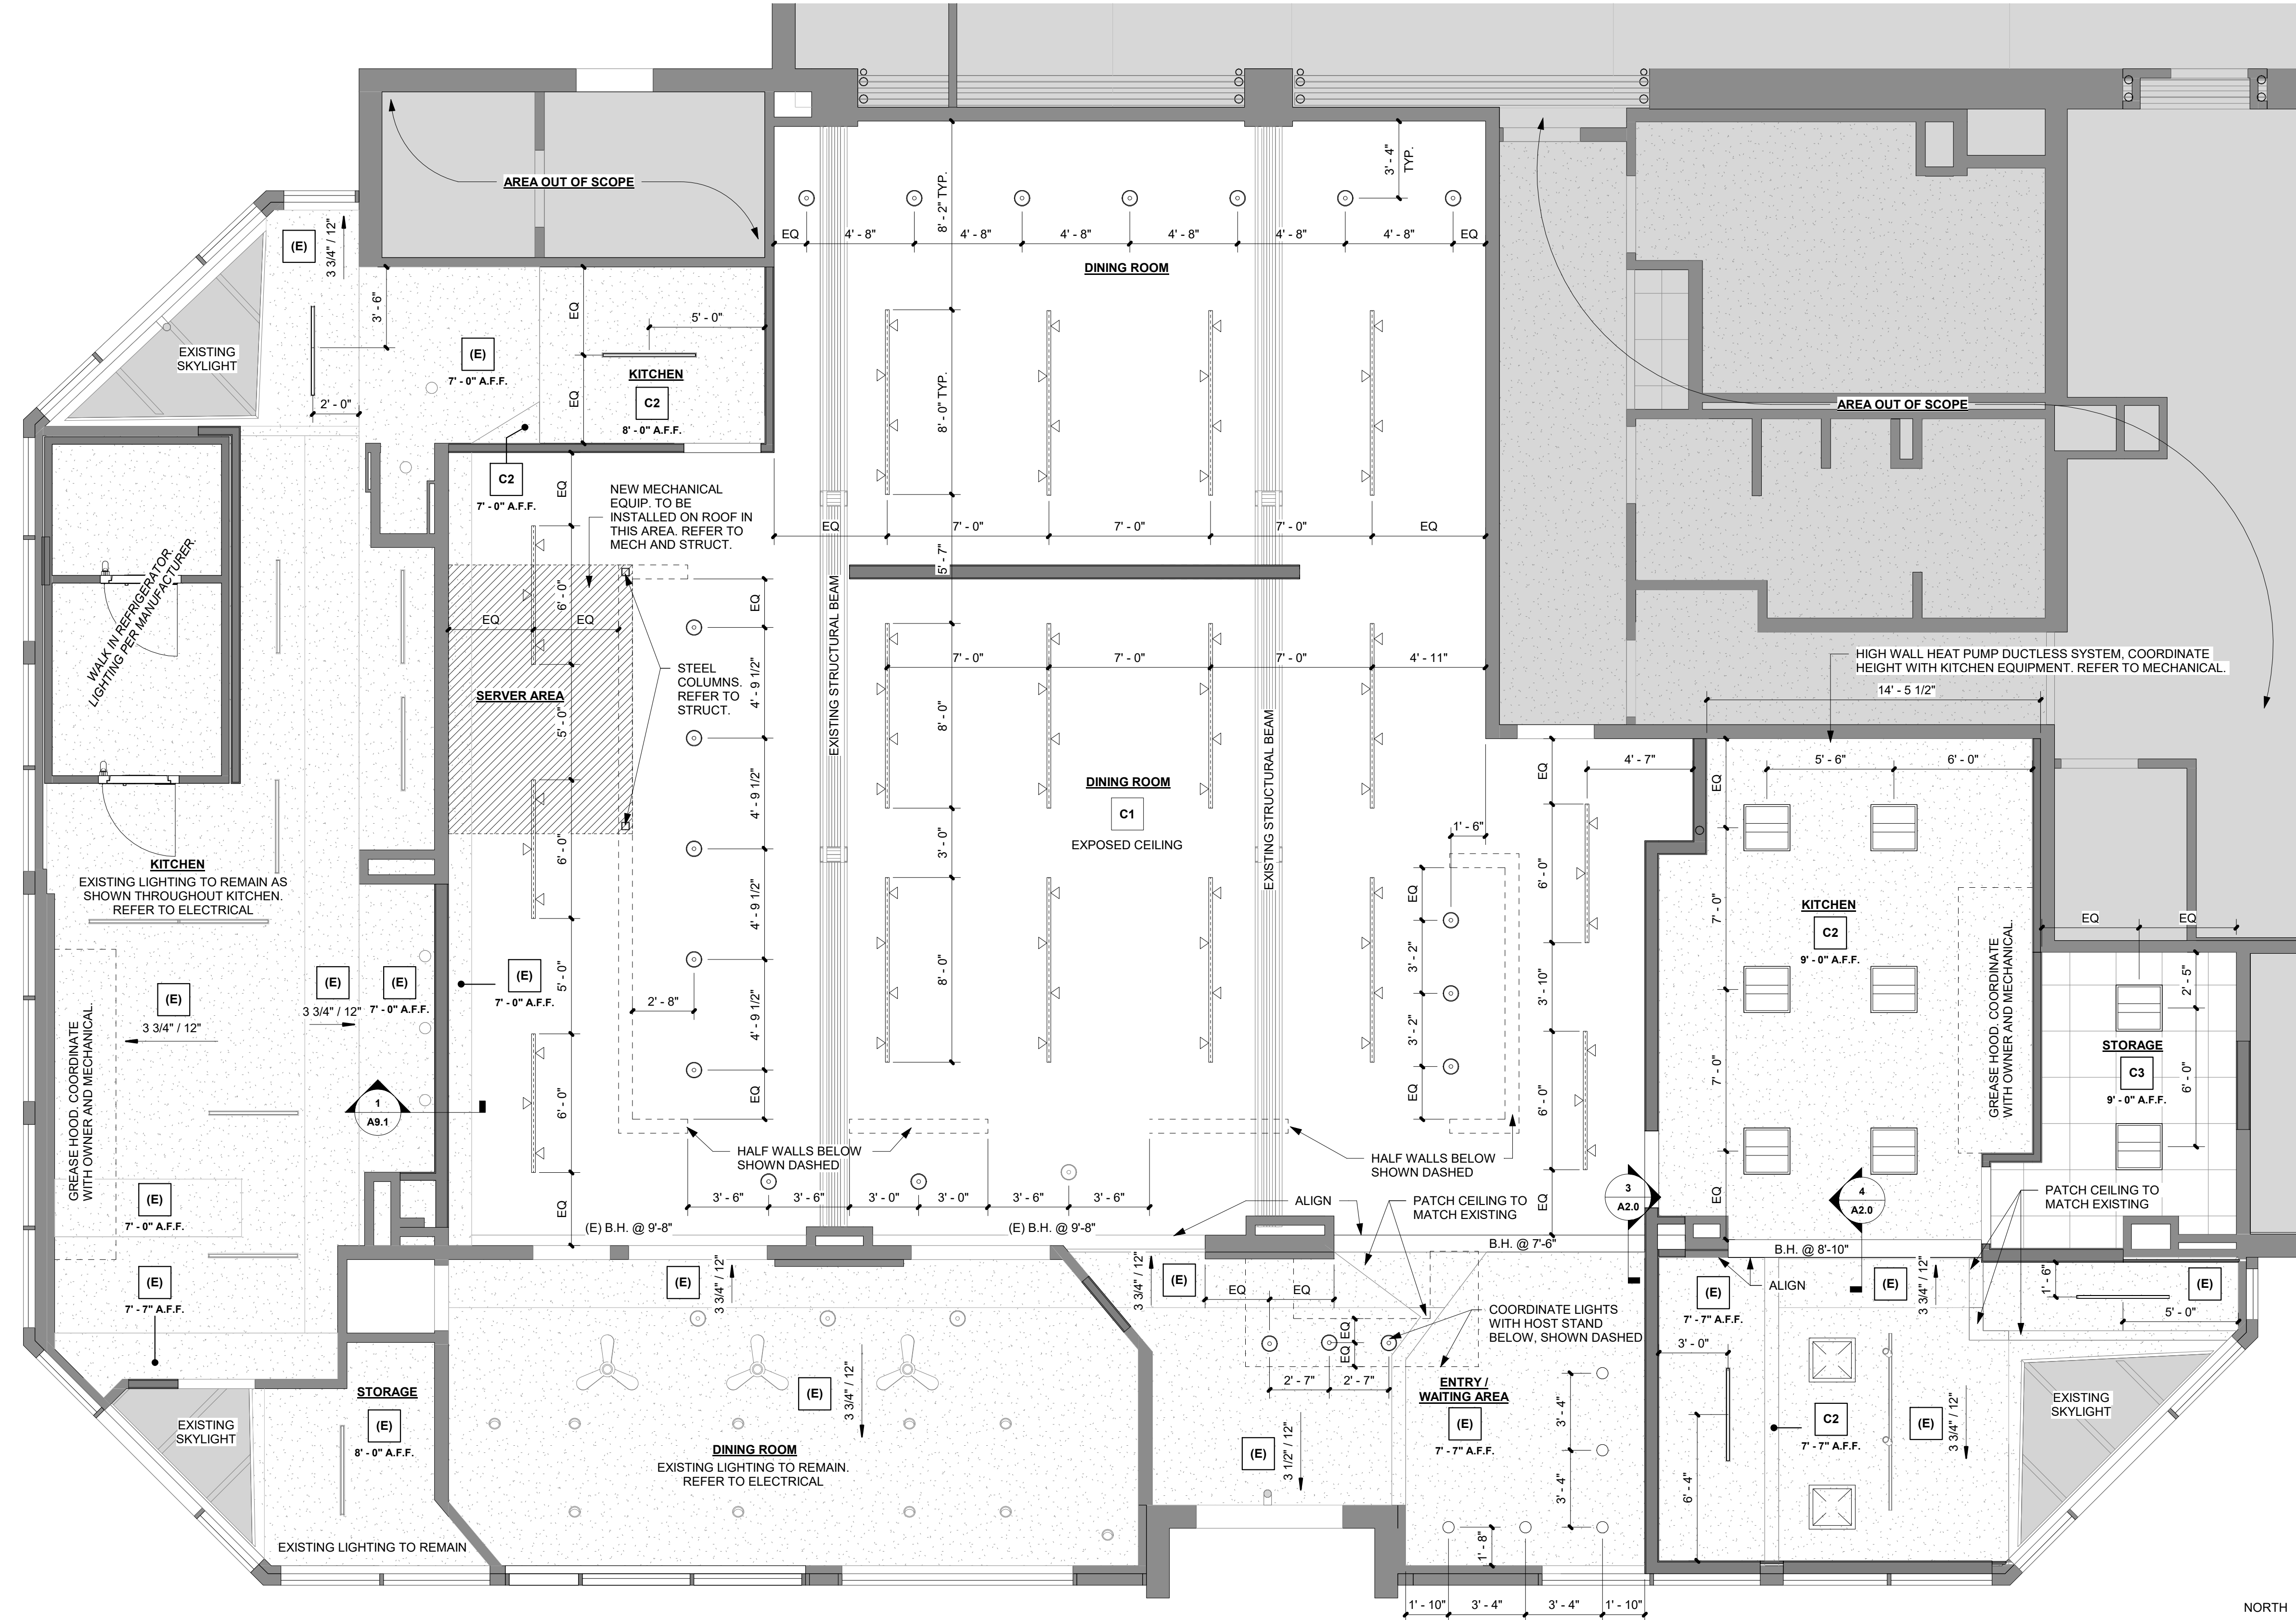 AREA OUT OF SCOPE
3' - 4"
TYP.
8' - 2" TYP.
EQ
4' - 8"
4' - 8"
4' - 8"
4' - 8"
4' - 8"
4' - 8"
EQ
DINING ROOM
(E)
3 3/4" / 12"
3' - 6"
EXISTING
SKYLIGHT
2' - 0"
(E)
7' - 0" A.F.F.
EQ
EQ
5' - 0"
KITCHEN
C2
8' - 0" A.F.F.
8' - 0" TYP.
AREA OUT OF SCOPE
C2
7' - 0" A.F.F.
EQ
NEW MECHANICAL
EQUIP. TO BE
INSTALLED ON ROOF IN
THIS AREA. REFER TO
MECH AND STRUCT.
EQ
7' - 0"
7' - 0"
7' - 0"
EQ
5' - 7"
WALK IN REFRIGERATOR.
LIGHTING PER MANUFACTURER.
6' - 0"
EQ
EQ
EQ
STEEL
COLUMNS.
REFER TO
STRUCT.
SERVER AREA
5' - 0"
4' - 9 1/2"
4' - 9 1/2"
4' - 9 1/2"
4' - 9 1/2"
EQ
EXISTING STRUCTURAL BEAM
7' - 0"
7' - 0"
7' - 0"
4' - 11"
8' - 0"
EXISTING STRUCTURAL BEAM
HIGH WALL HEAT PUMP DUCTLESS SYSTEM, COORDINATE
HEIGHT WITH KITCHEN EQUIPMENT. REFER TO MECHANICAL.
14' - 5 1/2"
DINING ROOM
C1
EXPOSED CEILING
3' - 0"
8' - 0"
EQ
4' - 7"
EQ
5' - 6"
6' - 0"
1' - 6"
6' - 0"
EQ
3' - 2"
3' - 2"
EQ
3' - 10"
6' - 0"
EQ
7' - 0"
7' - 0"
EQ
KITCHEN
EXISTING LIGHTING TO REMAIN AS
SHOWN THROUGHOUT KITCHEN.
REFER TO ELECTRICAL
6' - 0"
5' - 0"
6' - 0"
EQ
KITCHEN
C2
9' - 0" A.F.F.
GREASE HOOD. COORDINATE
WITH OWNER AND MECHANICAL.
EQ
EQ
2' - 5"
6' - 0"
STORAGE
C3
9' - 0" A.F.F.
GREASE HOOD. COORDINATE
WITH OWNER AND MECHANICAL.
(E)
3 3/4" / 12"
(E)
3 3/4" / 12"
(E)
7' - 0" A.F.F.
(E)
7' - 0" A.F.F.
2' - 8"
1
A9.1
HALF WALLS BELOW
SHOWN DASHED
HALF WALLS BELOW
SHOWN DASHED
3' - 6"
3' - 6"
3' - 0"
3' - 0"
3' - 6"
3' - 6"
ALIGN
PATCH CEILING TO
MATCH EXISTING
3
A2.0
4
A2.0
PATCH CEILING TO
MATCH EXISTING
(E)
7' - 0" A.F.F.
(E) B.H. @ 9'-8"
(E) B.H. @ 9'-8"
B.H. @ 7'-6"
B.H. @ 8'-10"
(E)
7' - 7" A.F.F.
(E)
3 3/4" / 12"
3 3/4" / 12"
(E)
EQ
EQ
COORDINATE LIGHTS
WITH HOST STAND
BELOW, SHOWN DASHED
EQ
EQ
2' - 7"
2' - 7"
(E)
7' - 7" A.F.F.
ALIGN
(E)
3 3/4" / 12"
1' - 6"
(E)
5' - 0"
3' - 0"
6' - 4"
STORAGE
(E)
8' - 0" A.F.F.
EXISTING
SKYLIGHT
(E)
3 3/4" / 12"
DINING ROOM
EXISTING LIGHTING TO REMAIN.
REFER TO ELECTRICAL
ENTRY /
WAITING AREA
(E)
7' - 7" A.F.F.
(E)
3 1/2" / 12"
3' - 4"
3' - 4"
1' - 8"
C2
7' - 7" A.F.F.
(E)
3 3/4" / 12"
EXISTING
SKYLIGHT
EXISTING LIGHTING TO REMAIN
1' - 10"
3' - 4"
3' - 4"
1' - 10"
NORTH